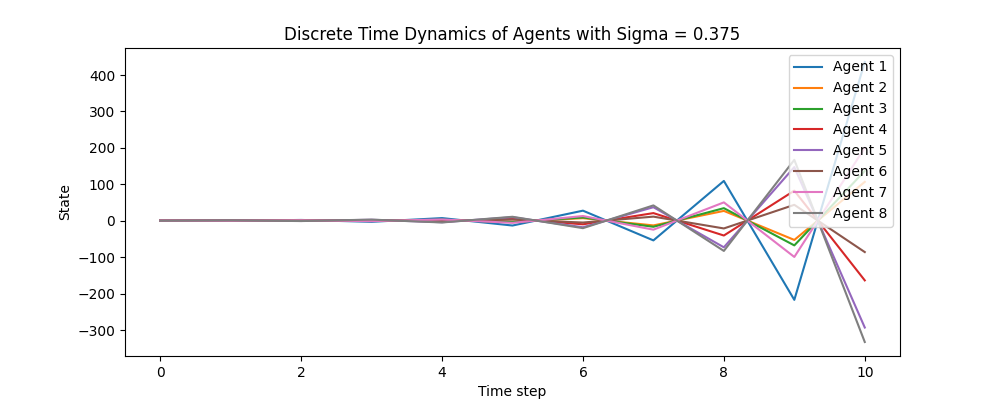 Discrete Time Dynamics of Agents with Sigma = 0.375
State
400
300
200
100
0
−100
−200
−300
Agent 1
Agent 2
Agent 3
Agent 4
Agent 5
Agent 6
Agent 7
Agent 8
0 2 4 6 8 10
Time step